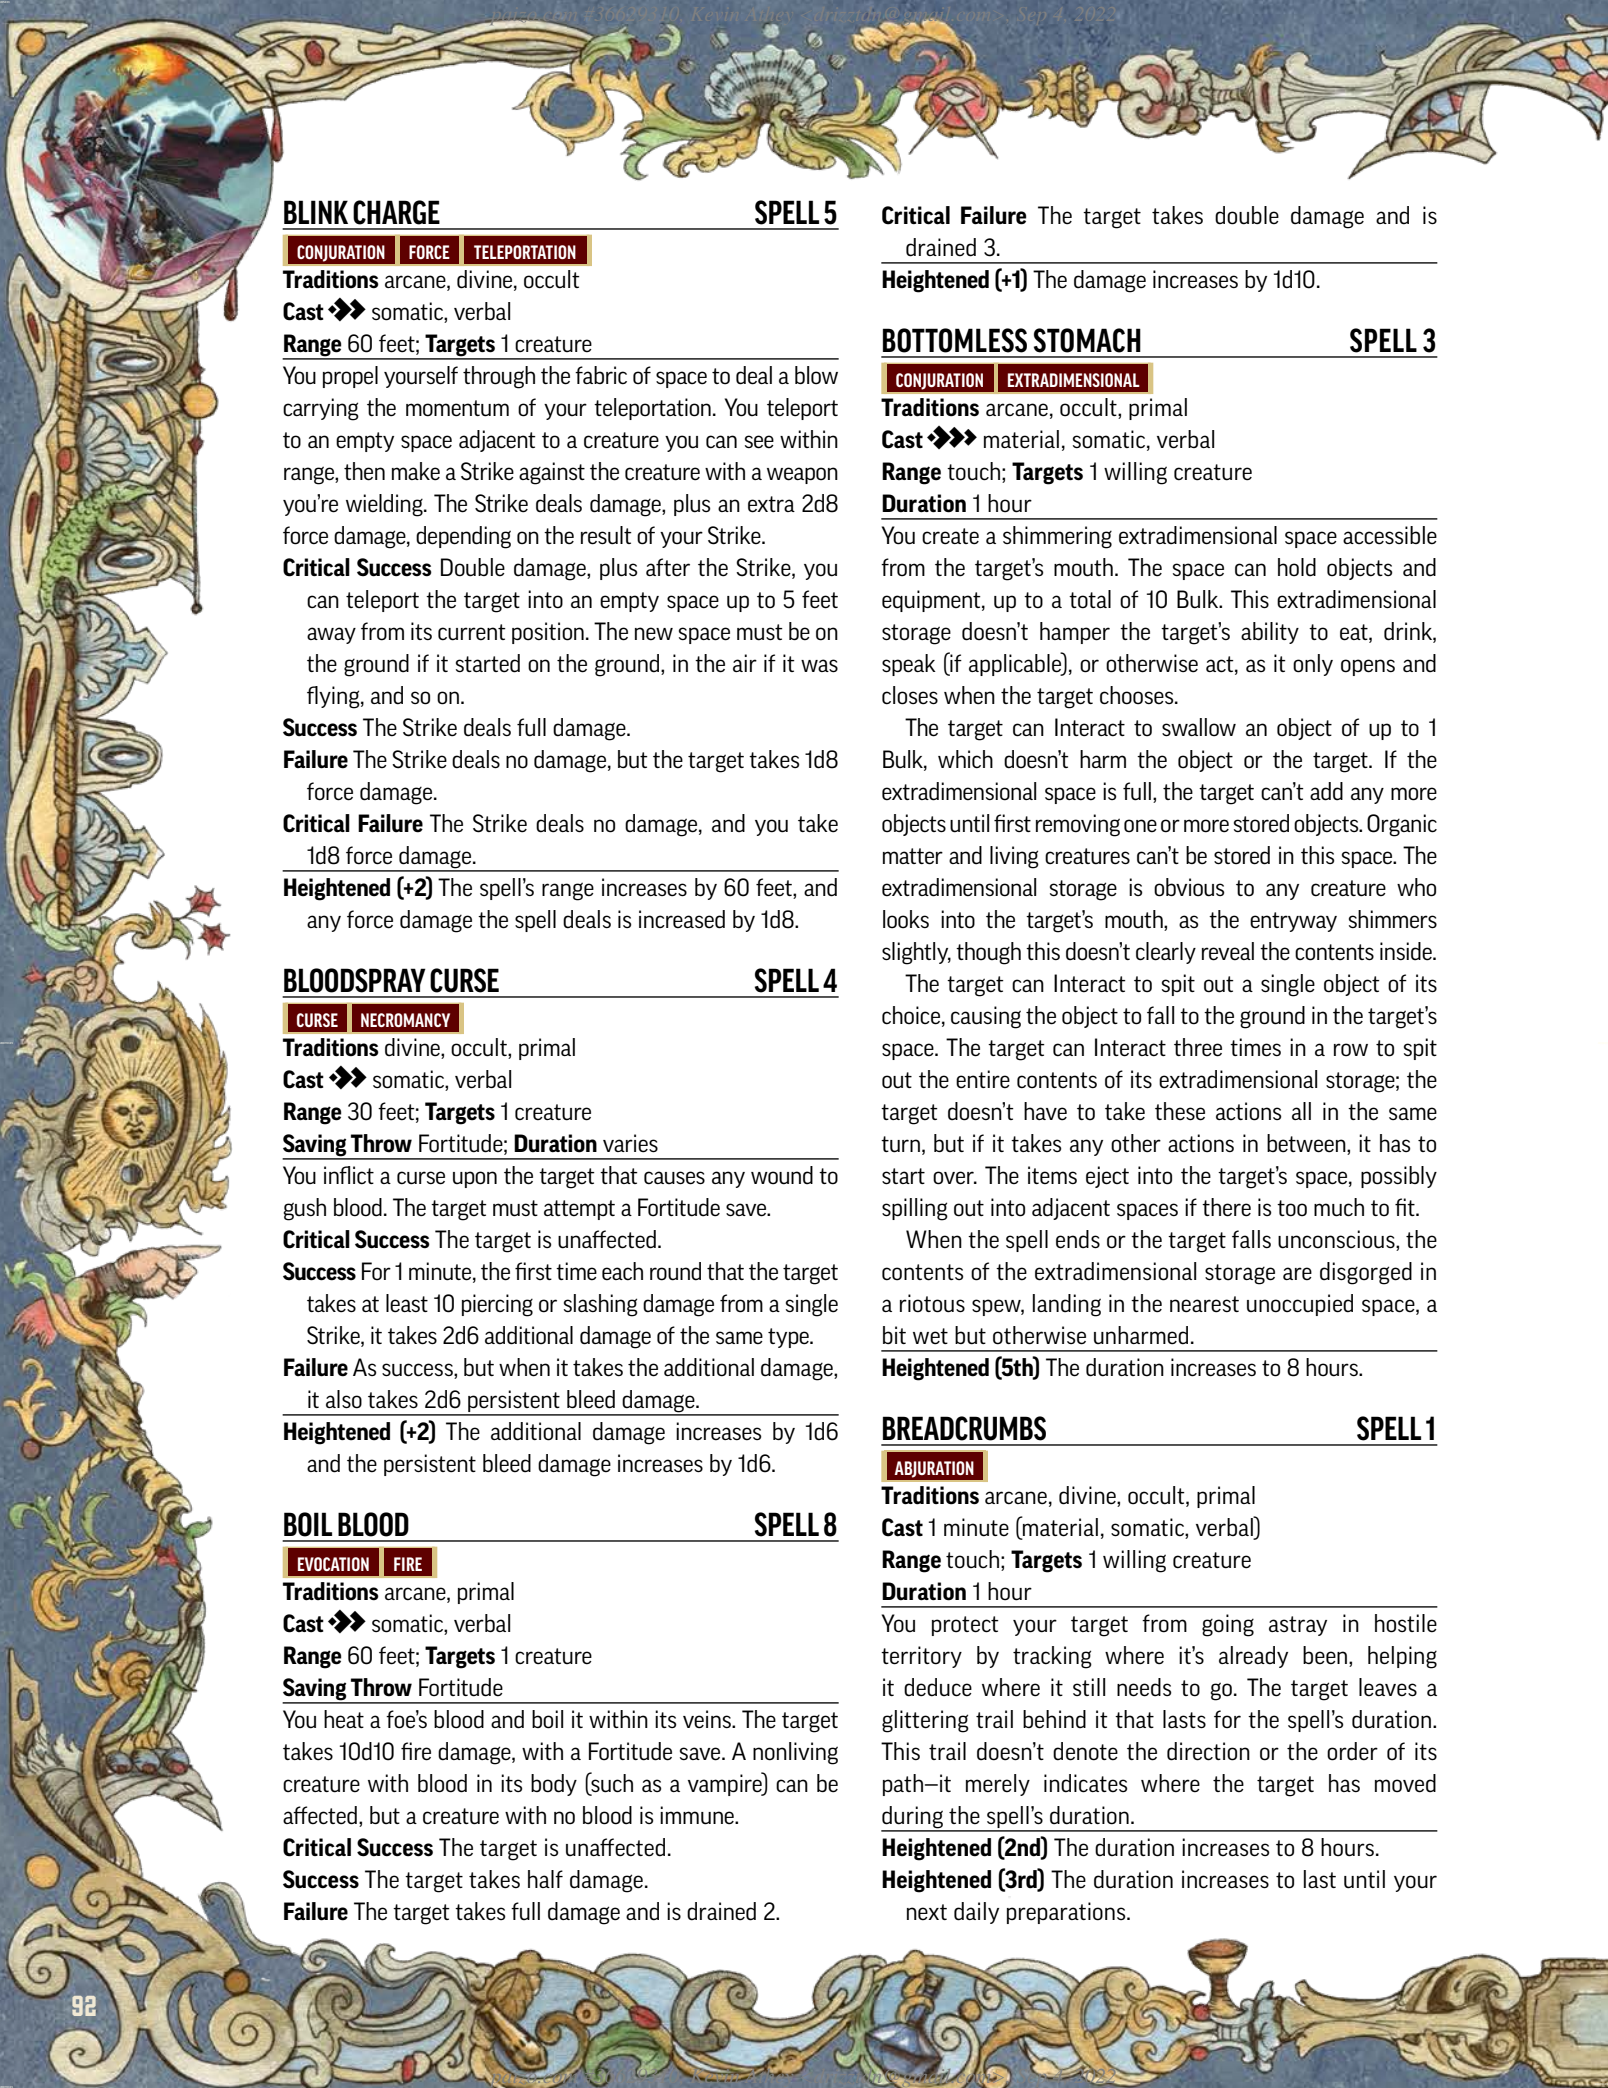 paizo.com #36629310, Kevin Athey <drizztdn@gmail.com>, Sep 4, 2022
BLINK CHARGE SPELL 5
CONJURATION FORCE TELEPORTATION
Traditions arcane, divine, occult
Cast somatic, verbal
Range 60 feet; Targets 1 creature
You propel yourself through the fabric of space to deal a blow
carrying the momentum of your teleportation. You teleport
to an empty space adjacent to a creature you can see within
range, then make a Strike against the creature with a weapon
you're wielding. The Strike deals damage, plus an extra 2d8
force damage, depending on the result of your Strike.
Critical Success Double damage, plus after the Strike, you
can teleport the target into an empty space up to 5 feet
away from its current position. The new space must be on
the ground if it started on the ground, in the air if it was
flying, and so on.
Success The Strike deals full damage.
Failure The Strike deals no damage, but the target takes 1d8
force damage.
Critical Failure The Strike deals no damage, and you take
1d8 force damage.
Heightened (+2) The spell's range increases by 60 feet, and
any force damage the spell deals is increased by 1d8.
BLOODSPRAY CURSE SPELL 4
CURSE NECROMANCY
Traditions divine, occult, primal
Cast somatic, verbal
Range 30 feet; Targets 1 creature
Saving Throw Fortitude; Duration varies
You inflict a curse upon the target that causes any wound to
gush blood. The target must attempt a Fortitude save.
Critical Success The target is unaffected.
Success For 1 minute, the first time each round that the target
takes at least 10 piercing or slashing damage from a single
Strike, it takes 2d6 additional damage of the same type.
Failure As success, but when it takes the additional damage,
it also takes 2d6 persistent bleed damage.
Heightened (+2) The additional damage increases by 1d6
and the persistent bleed damage increases by 1d6.
BOIL BLOOD SPELL 8
EVOCATION FIRE
Traditions arcane, primal
Cast somatic, verbal
Range 60 feet; Targets 1 creature
Saving Throw Fortitude
You heat a foe's blood and boil it within its veins. The target
takes 10d10 fire damage, with a Fortitude save. A nonliving
creature with blood in its body (such as a vampire) can be
affected, but a creature with no blood is immune.
Critical Success The target is unaffected.
Success The target takes half damage.
Failure The target takes full damage and is drained 2.
Critical Failure The target takes double damage and is
drained 3.
Heightened (+1) The damage increases by 1d10.
BOTTOMLESS STOMACH SPELL 3
CONJURATION EXTRADIMENSIONAL
Traditions arcane, occult, primal
Cast material, somatic, verbal
Range touch; Targets 1 willing creature
Duration 1 hour
You create a shimmering extradimensional space accessible
from the target's mouth. The space can hold objects and
equipment, up to a total of 10 Bulk. This extradimensional
storage doesn't hamper the target's ability to eat, drink,
speak (if applicable), or otherwise act, as it only opens and
closes when the target chooses.
The target can Interact to swallow an object of up to 1
Bulk, which doesn't harm the object or the target. If the
extradimensional space is full, the target can't add any more
objects until first removing one or more stored objects. Organic
matter and living creatures can't be stored in this space. The
extradimensional storage is obvious to any creature who
looks into the target's mouth, as the entryway shimmers
slightly, though this doesn't clearly reveal the contents inside.
The target can Interact to spit out a single object of its
choice, causing the object to fall to the ground in the target's
space. The target can Interact three times in a row to spit
out the entire contents of its extradimensional storage; the
target doesn't have to take these actions all in the same
turn, but if it takes any other actions in between, it has to
start over. The items eject into the target's space, possibly
spilling out into adjacent spaces if there is too much to fit.
When the spell ends or the target falls unconscious, the
contents of the extradimensional storage are disgorged in
a riotous spew, landing in the nearest unoccupied space, a
bit wet but otherwise unharmed.
Heightened (5th) The duration increases to 8 hours.
BREADCRUMBS SPELL 1
ABJURATION
Traditions arcane, divine, occult, primal
Cast 1 minute (material, somatic, verbal)
Range touch; Targets 1 willing creature
Duration 1 hour
You protect your target from going astray in hostile
territory by tracking where it's already been, helping
it deduce where it still needs to go. The target leaves a
glittering trail behind it that lasts for the spell's duration.
This trail doesn't denote the direction or the order of its
path—it merely indicates where the target has moved
during the spell's duration.
Heightened (2nd) The duration increases to 8 hours.
Heightened (3rd) The duration increases to last until your
next daily preparations.
92